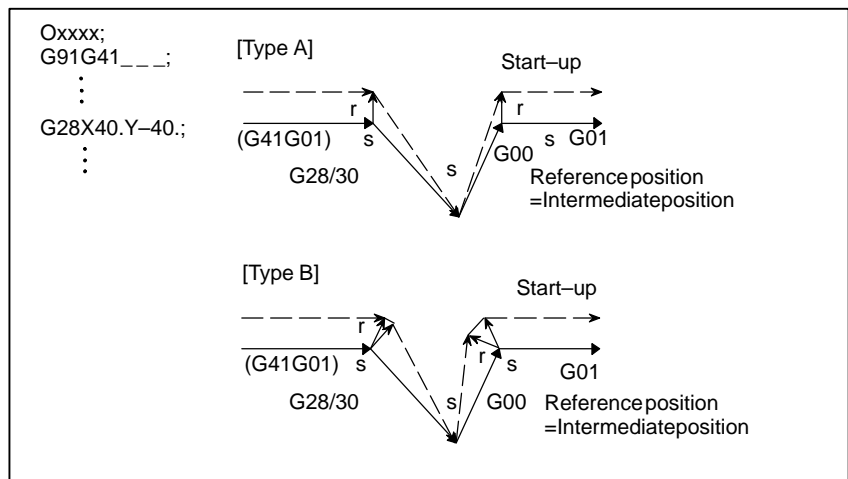 Oxxxx;
G91G41_ _ _;
G28X40.Y–40.;
[Type A]
Start–up
r
r
(G41G01)
s
s
G00
s
G01
G28/30
Reference position
=Intermediate position
[Type B]
Start–up
r
(G41G01)
s
s
r
s
G01
G28/30
G00
Reference position
=Intermediate position